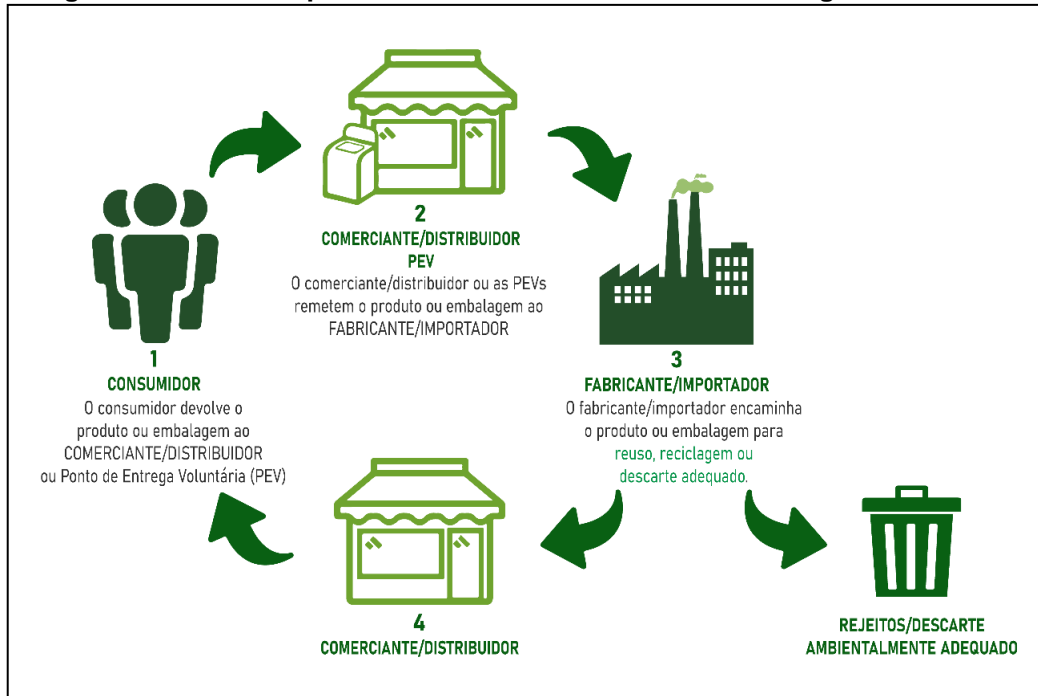 2
COMERCIANTE/DISTRIBUIDOR
PEV
O comerciante/distribuidor ou as PEVs
remetem o produto ou embalagem ao
FABRICANTE/IMPORTADOR
1
CONSUMIDOR
O consumidor devolve o
produto ou embalagem ao
COMERCIANTE/DISTRIBUIDOR
ou Ponto de Entrega Voluntária (PEV)
3
FABRICANTE/IMPORTADOR
O fabricante/importador encaminha
o produto ou embalagem para
reuso, reciclagem ou
descarte adequado.
4
COMERCIANTE/DISTRIBUIDOR
REJEITOS/DESCARTE
AMBIENTALMENTE ADEQUADO